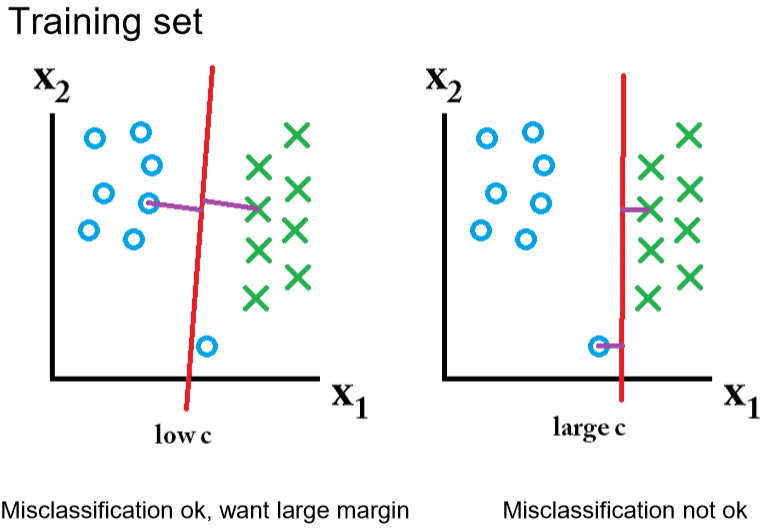 Training set
X2
X2
X1
X1
low c
large c
Misclassification ok, want large margin
Misclassification not ok